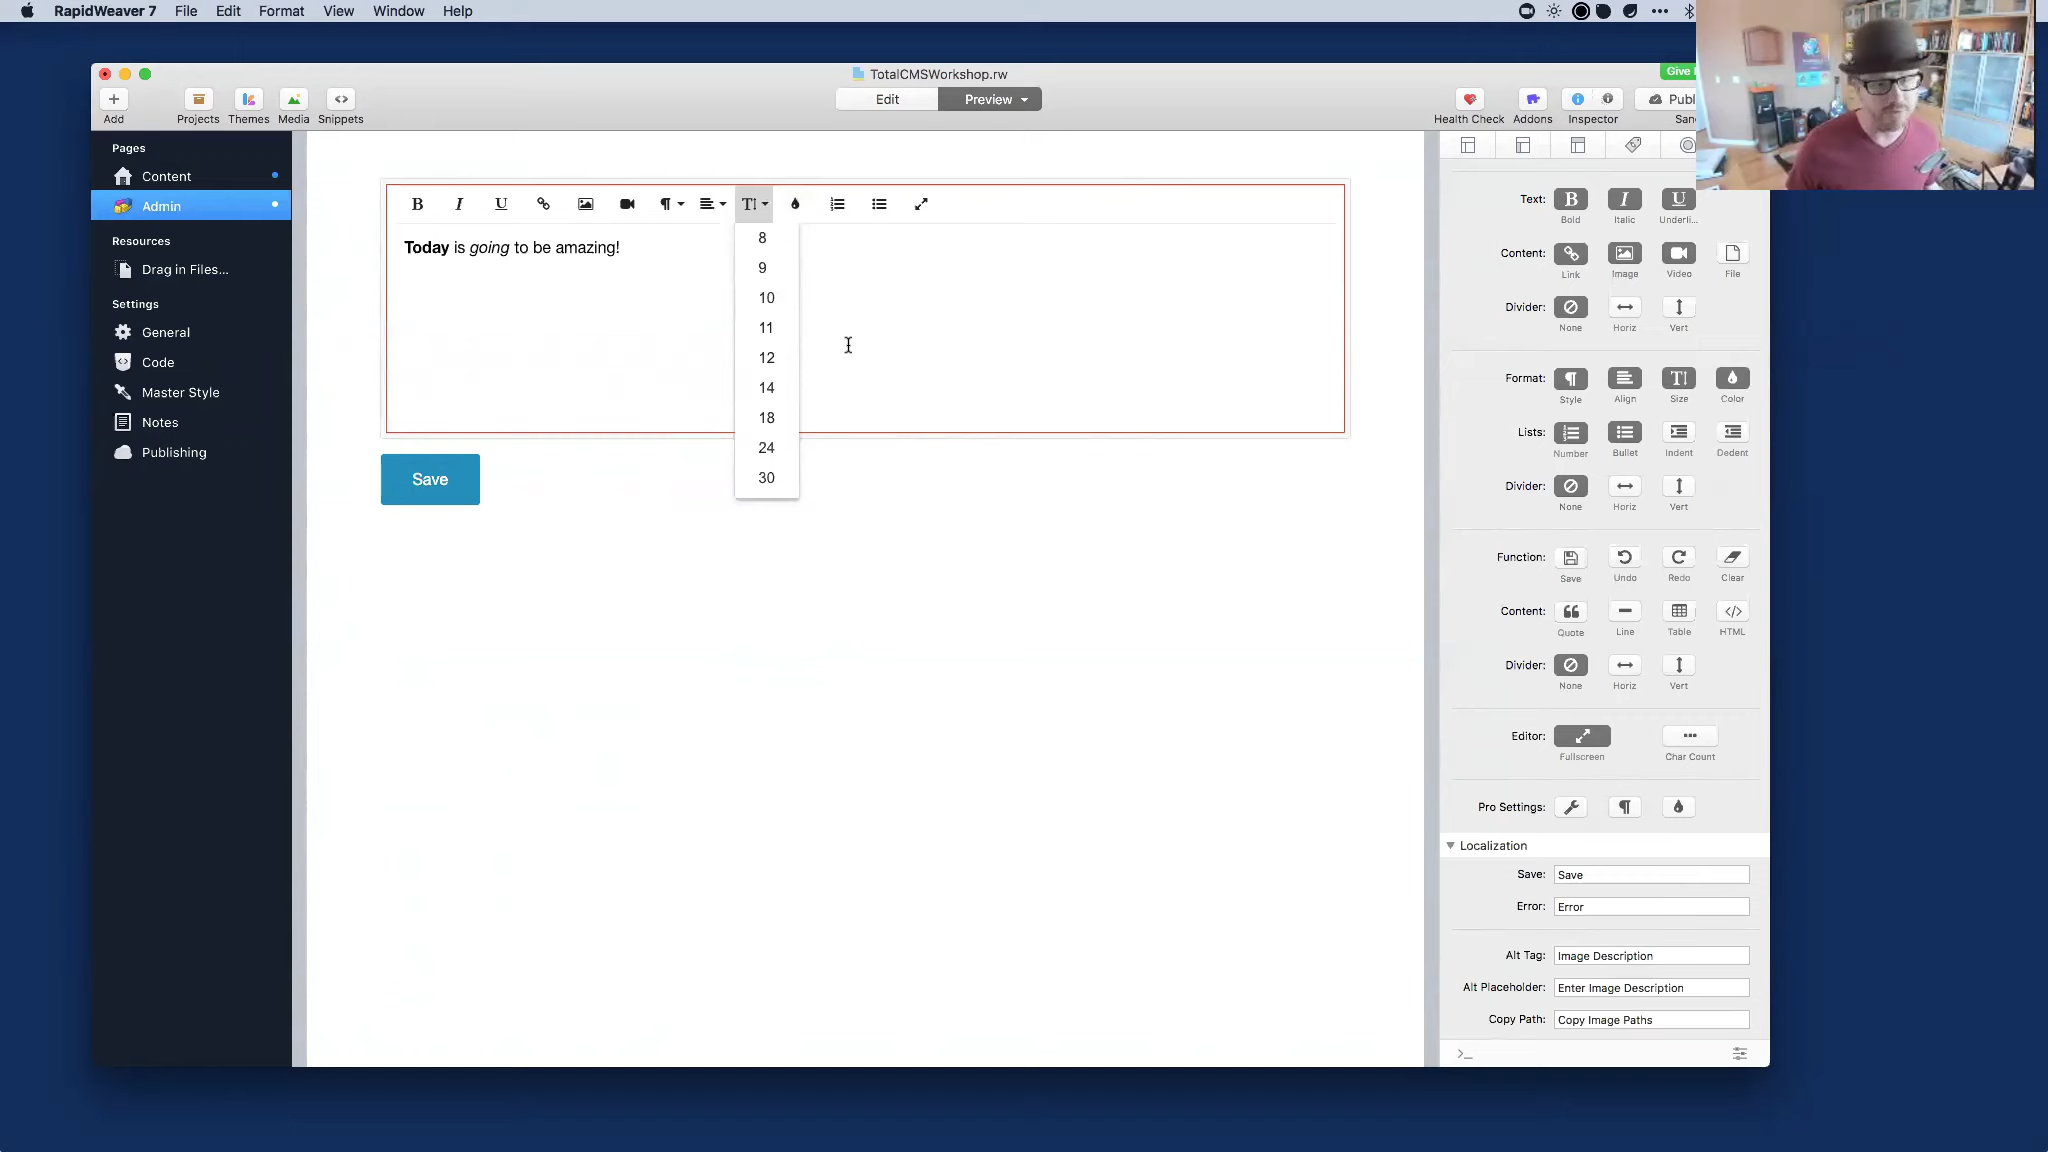 RapidWeaver 7 File Edit Format View Window Help
TotalCMSWorkshop.rw
Add Projects Themes Media Snippets
Edit Preview
Health Check Addons Inspector
Pages
Content
Admin
Resources
Drag in Files...
Settings
General
Code
Master Style
Notes
Publishing
B I U
Today is going to be amazing!
8
9
10
11
12
14
18
24
30
Save
Text: B I U
Bold Italic Underli...
Content:
Link Image Video File
Divider:
None Horiz Vert
Format:
Style Align Size Color
Lists:
Number Bullet Indent Dedent
Divider:
None Horiz Vert
Function:
Save Undo Redo Clear
Content:
Quote Line Table HTML
Divider:
None Horiz Vert
Editor:
Fullscreen Char Count
Pro Settings:
Localization
Save: Save
Error: Error
Alt Tag: Image Description
Alt Placeholder: Enter Image Description
Copy Path: Copy Image Paths